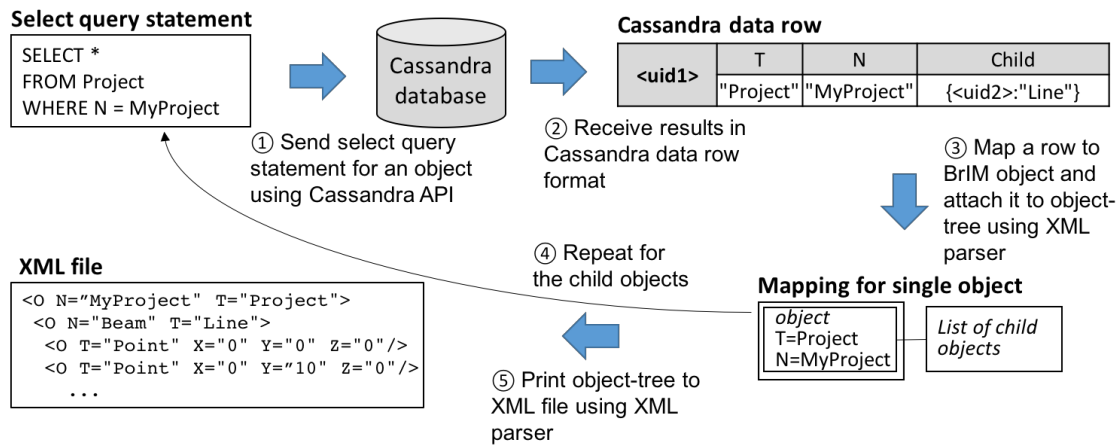 Select query statement
SELECT *
FROM Project
WHERE N = MyProject
Cassandra
database
① Send select query
statement for an object
using Cassandra API
Cassandra data row
<uid1>
T N Child
"Project" "MyProject" {<uid2>:"Line"}
② Receive results in
Cassandra data row
format
③ Map a row to
BrIM object and
attach it to object-
tree using XML
parser
④ Repeat for
the child objects
Mapping for single object
object
T=Project
N=MyProject
List of child
objects
⑤ Print object-tree to
XML file using XML
parser
XML file
<O N=”MyProject" T="Project">
<O N="Beam" T="Line">
<O T="Point" X="0" Y="0" Z="0"/>
<O T="Point" X="0" Y=”10" Z="0"/>
...